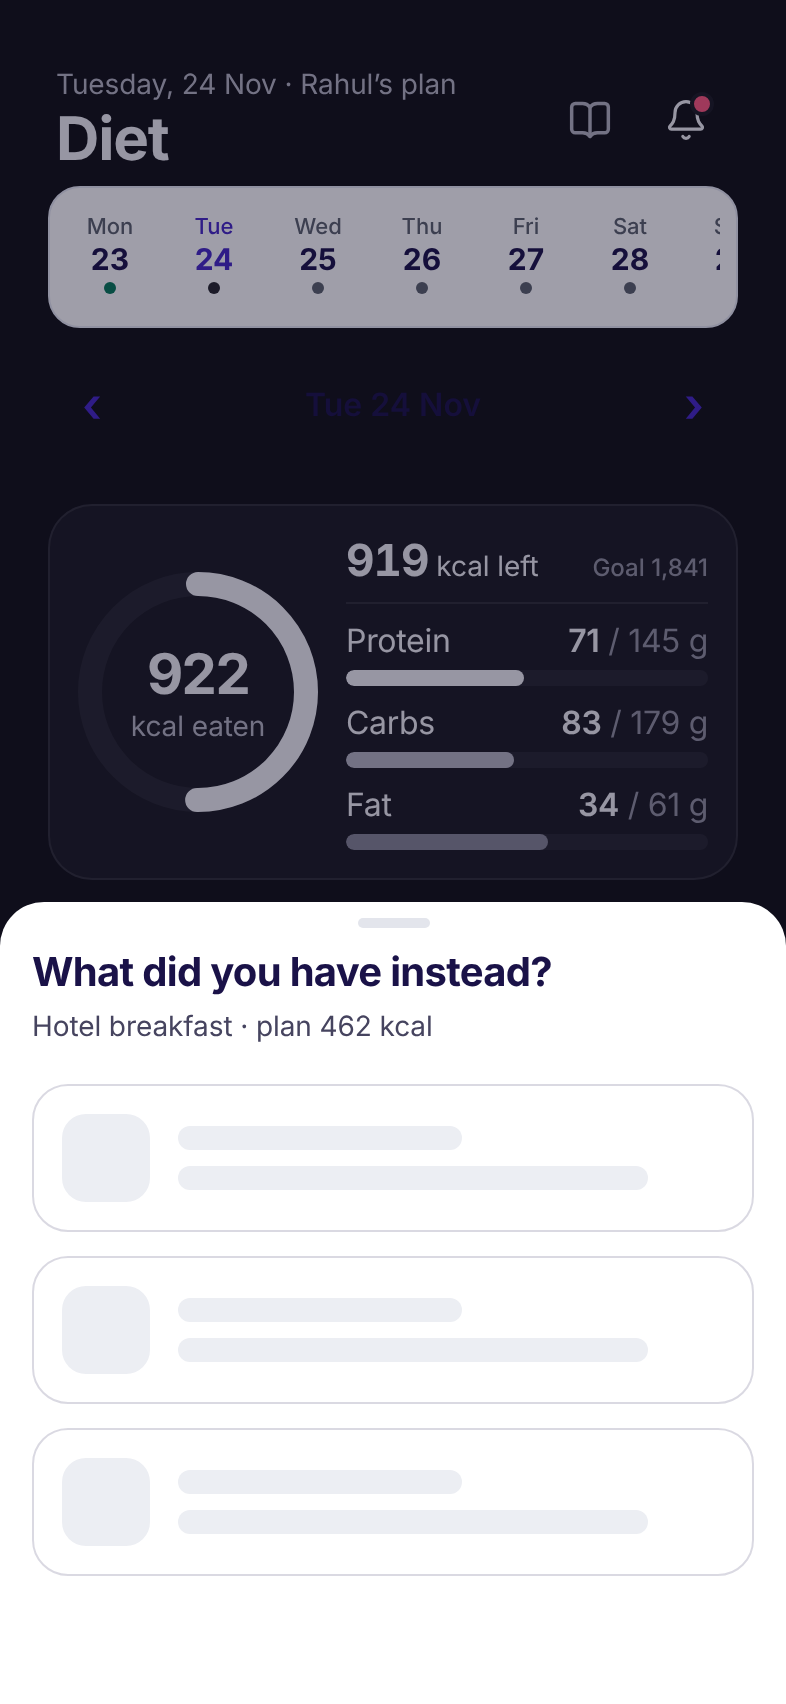 Tuesday, 24 Nov · Rahul’s plan
Diet
Mon Tue Wed Thu Fri Sat
23 24 25 26 27 28
‹ Tue 24 Nov ›
919 kcal left Goal 1,841
922
kcal eaten
Protein 71 / 145 g
Carbs 83 / 179 g
Fat 34 / 61 g
What did you have instead?
Hotel breakfast · plan 462 kcal